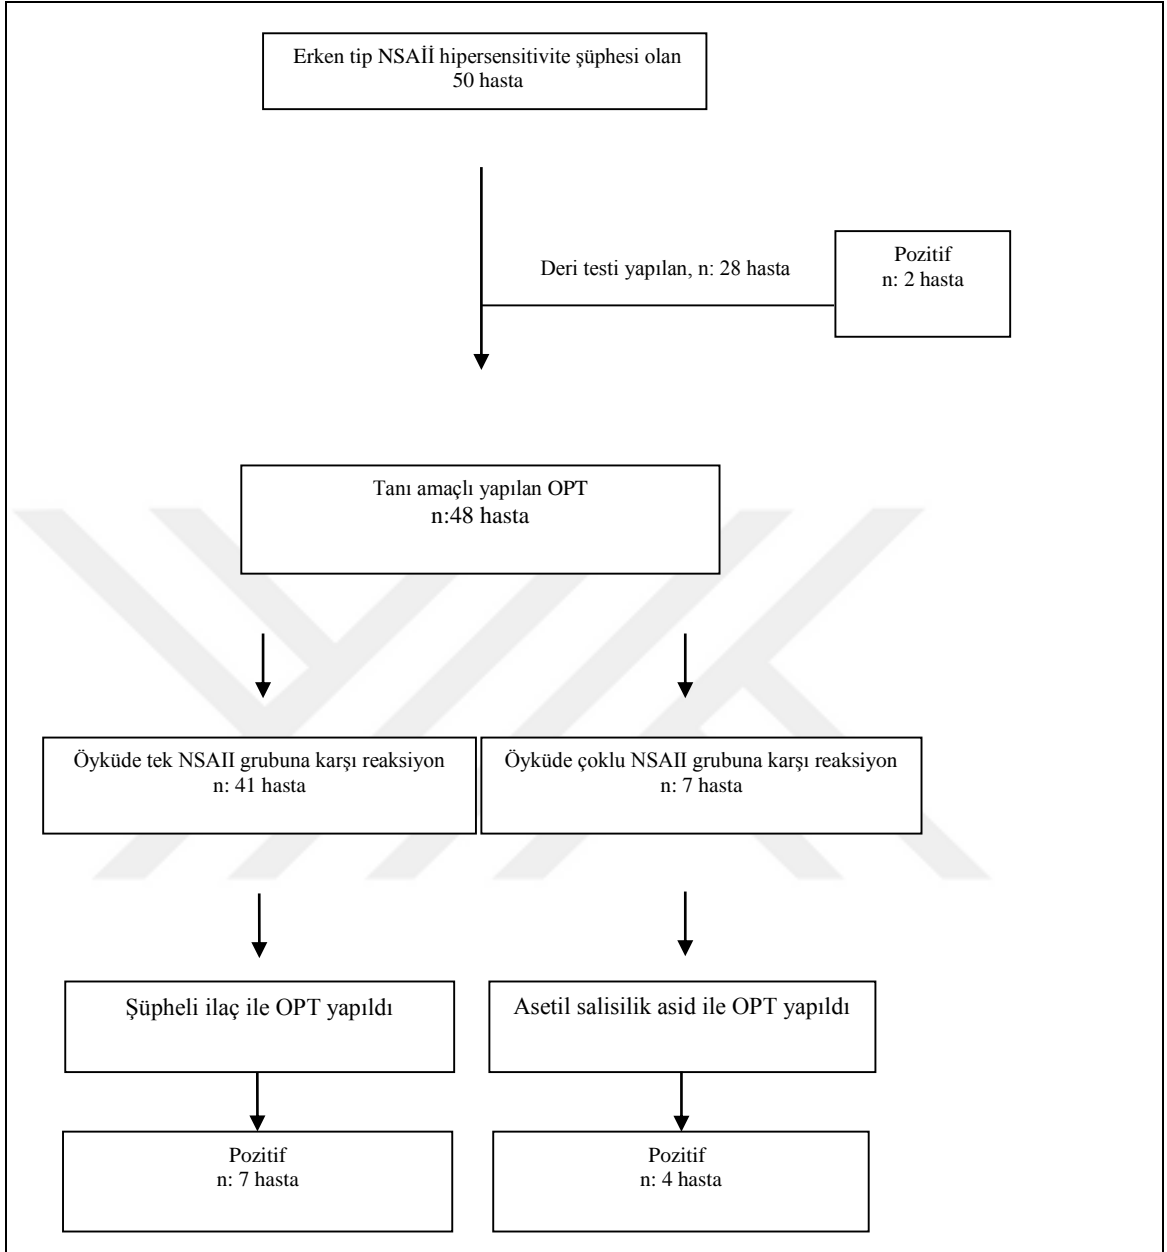 Erken tip NSAİİ hipersensitivite şüphesi olan
50 hasta
Deri testi yapılan, n: 28 hasta
Pozitif
n: 2 hasta
Tanı amaçlı yapılan OPT
n:48 hasta
Öyküde tek NSAII grubuna karşı reaksiyon
n: 41 hasta
Öyküde çoklu NSAII grubuna karşı reaksiyon
n: 7 hasta
Şüpheli ilaç ile OPT yapıldı
Asetil salisilik asid ile OPT yapıldı
Pozitif
n: 7 hasta
Pozitif
n: 4 hasta